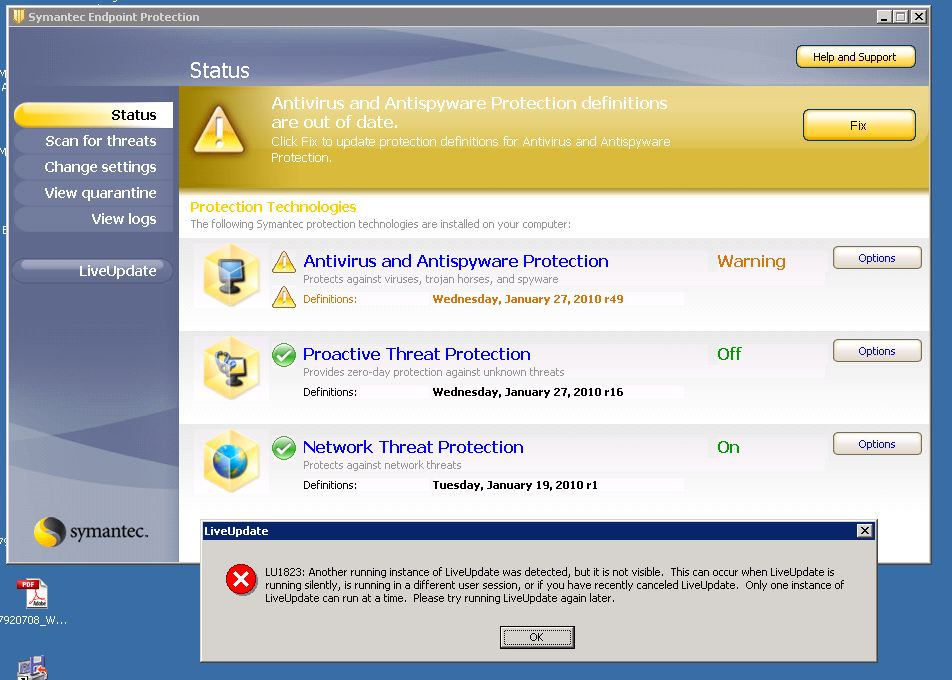 Symantec Endpoint Protection
Status
Help and Support
Antivirus and Antispyware Protection definitions
are out of date.
Click Fix to update protection definitions for Antivirus and Antispyware
Protection.
Fix
Status
Scan for threats
Change settings
View quarantine
View logs
LiveUpdate
Protection Technologies
The following Symantec protection technologies are installed on your computer:
Antivirus and Antispyware Protection
Warning
Options
Protects against viruses, trojan horses, and spyware
Definitions: Wednesday, January 27, 2010 r49
Proactive Threat Protection
Off
Options
Provides zero-day protection against unknown threats
Definitions: Wednesday, January 27, 2010 r16
Network Threat Protection
On
Options
Protects against network threats
Definitions: Tuesday, January 19, 2010 r1
symantec.
LiveUpdate
LU1823: Another running instance of LiveUpdate was detected, but it is not visible. This can occur when LiveUpdate is
running silently, is running in a different user session, or if you have recently canceled LiveUpdate. Only one instance of
LiveUpdate can run at a time. Please try running LiveUpdate again later.
OK
PDF
Adobe
7920708_W...